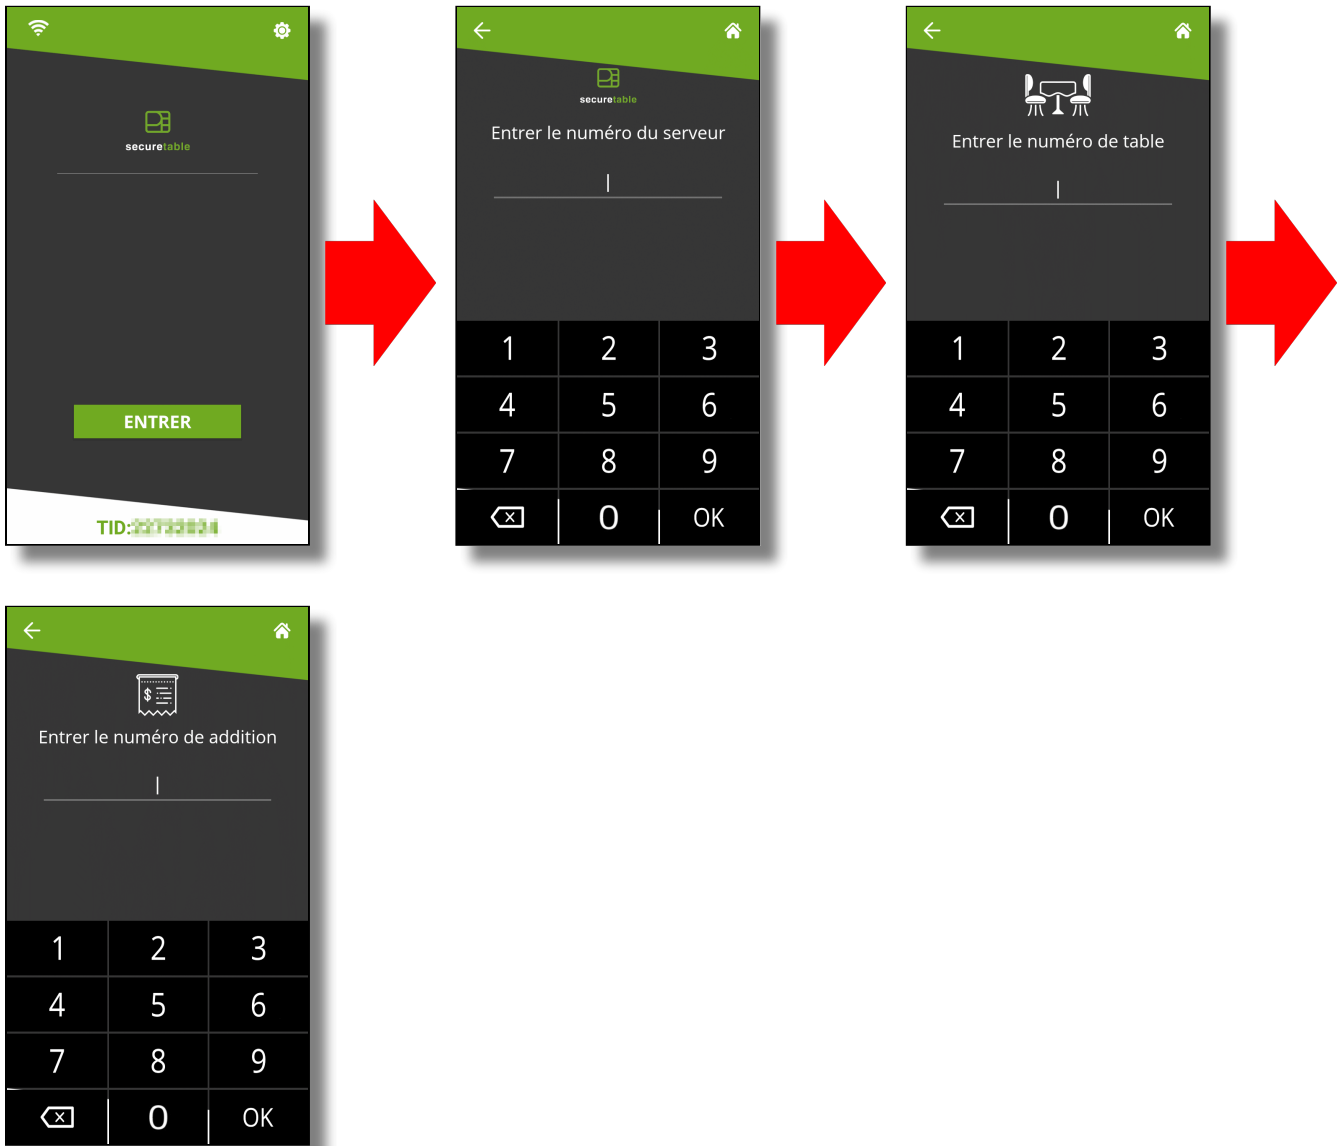 securetable
ENTRER
TID:
securetable
Entrer le numéro du serveur
1 2 3
4 5 6
7 8 9
0 OK
Entrer le numéro de table
1 2 3
4 5 6
7 8 9
0 OK
$
Entrer le numéro de addition
1 2 3
4 5 6
7 8 9
0 OK